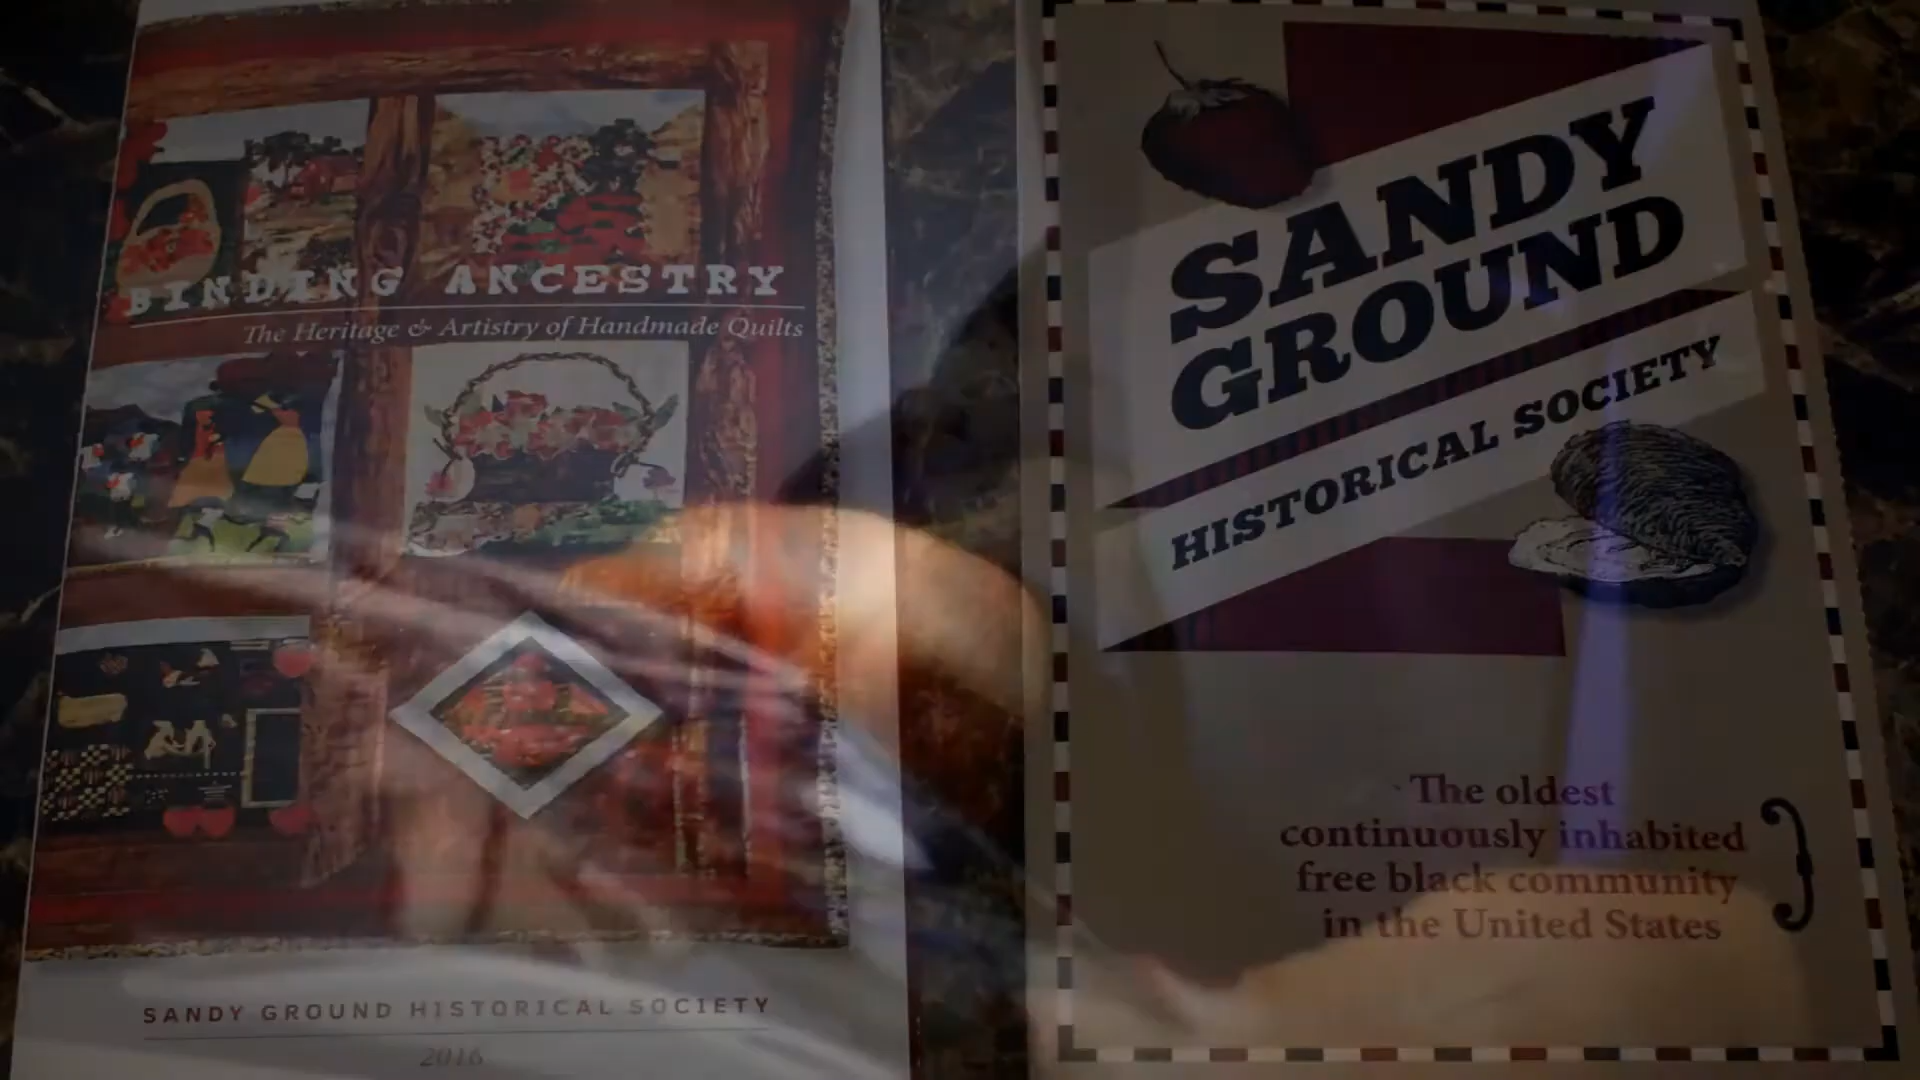 BINDING ANCESTRY
The Heritage & Artistry of Handmade Quilts
SANDY GROUND HISTORICAL SOCIETY
2016
SANDY
GROUND
HISTORICAL SOCIETY
The oldest
continuously inhabited
free black community
in the United States